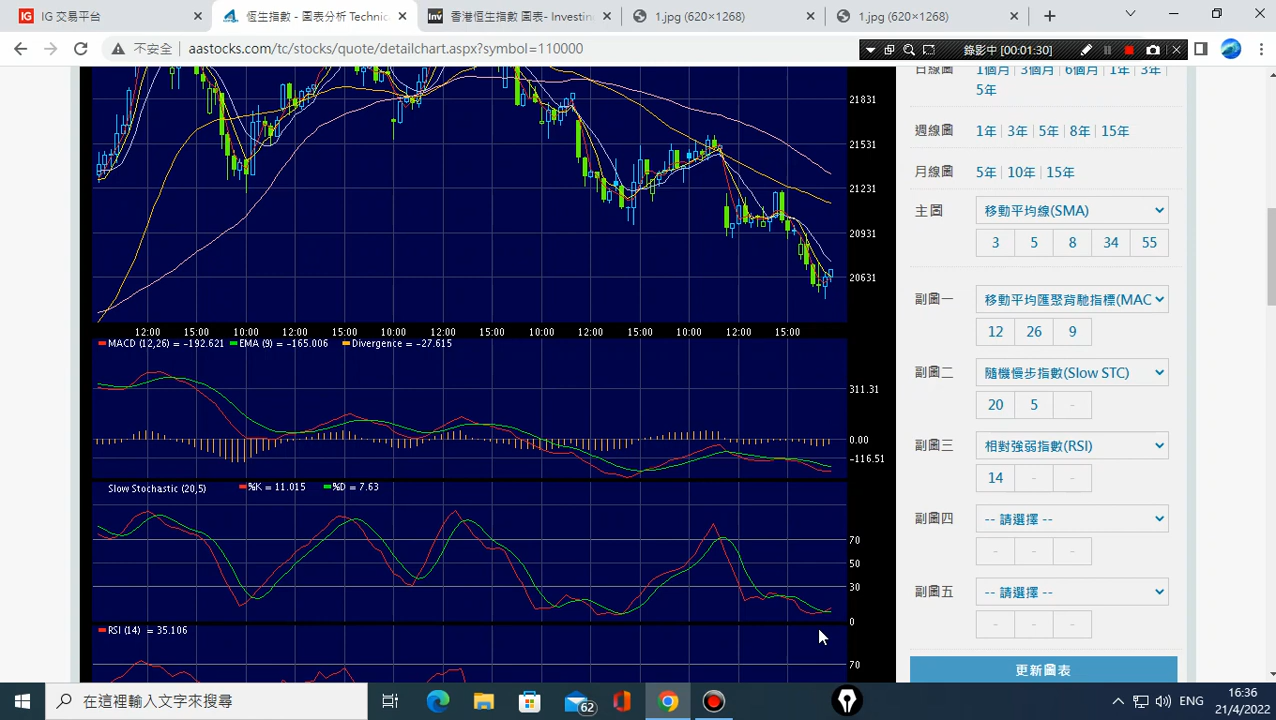 IG 交易平台
恆生指數 - 圖表分析 Technic
香港恒生指數 圖表- Investing
1.jpg (620×1268)
1.jpg (620×1268)
不安全
aastocks.com/tc/stocks/quote/detailchart.aspx?symbol=110000
錄影中 [00:01:30]
日線圖 1個月 | 3個月 | 6個月 | 1年 | 3年 |
5年
週線圖 1年 | 3年 | 5年 | 8年 | 15年
月線圖 5年 | 10年 | 15年
主圖 移動平均線(SMA)
3 5 8 34 55
副圖一 移動平均匯聚背馳指標(MAC
12 26 9
副圖二 隨機慢步指數(Slow STC)
20 5 -
副圖三 相對強弱指數(RSI)
14 - -
副圖四 -- 請選擇 --
- - -
副圖五 -- 請選擇 --
- - -
更新圖表
21831
21531
21231
20931
20631
12:00 15:00 10:00 12:00 15:00 10:00 12:00 15:00 10:00 12:00 15:00 10:00 12:00 15:00
MACD (12,26) = -192.621 EMA (9) = -165.006 Divergence = -27.615
311.31
0.00
-116.51
Slow Stochastic (20,5) %K = 11.015 %D = 7.63
70
50
30
0
RSI (14) = 35.106
70
在這裡輸入文字來搜尋
62
ENG
16:36
21/4/2022